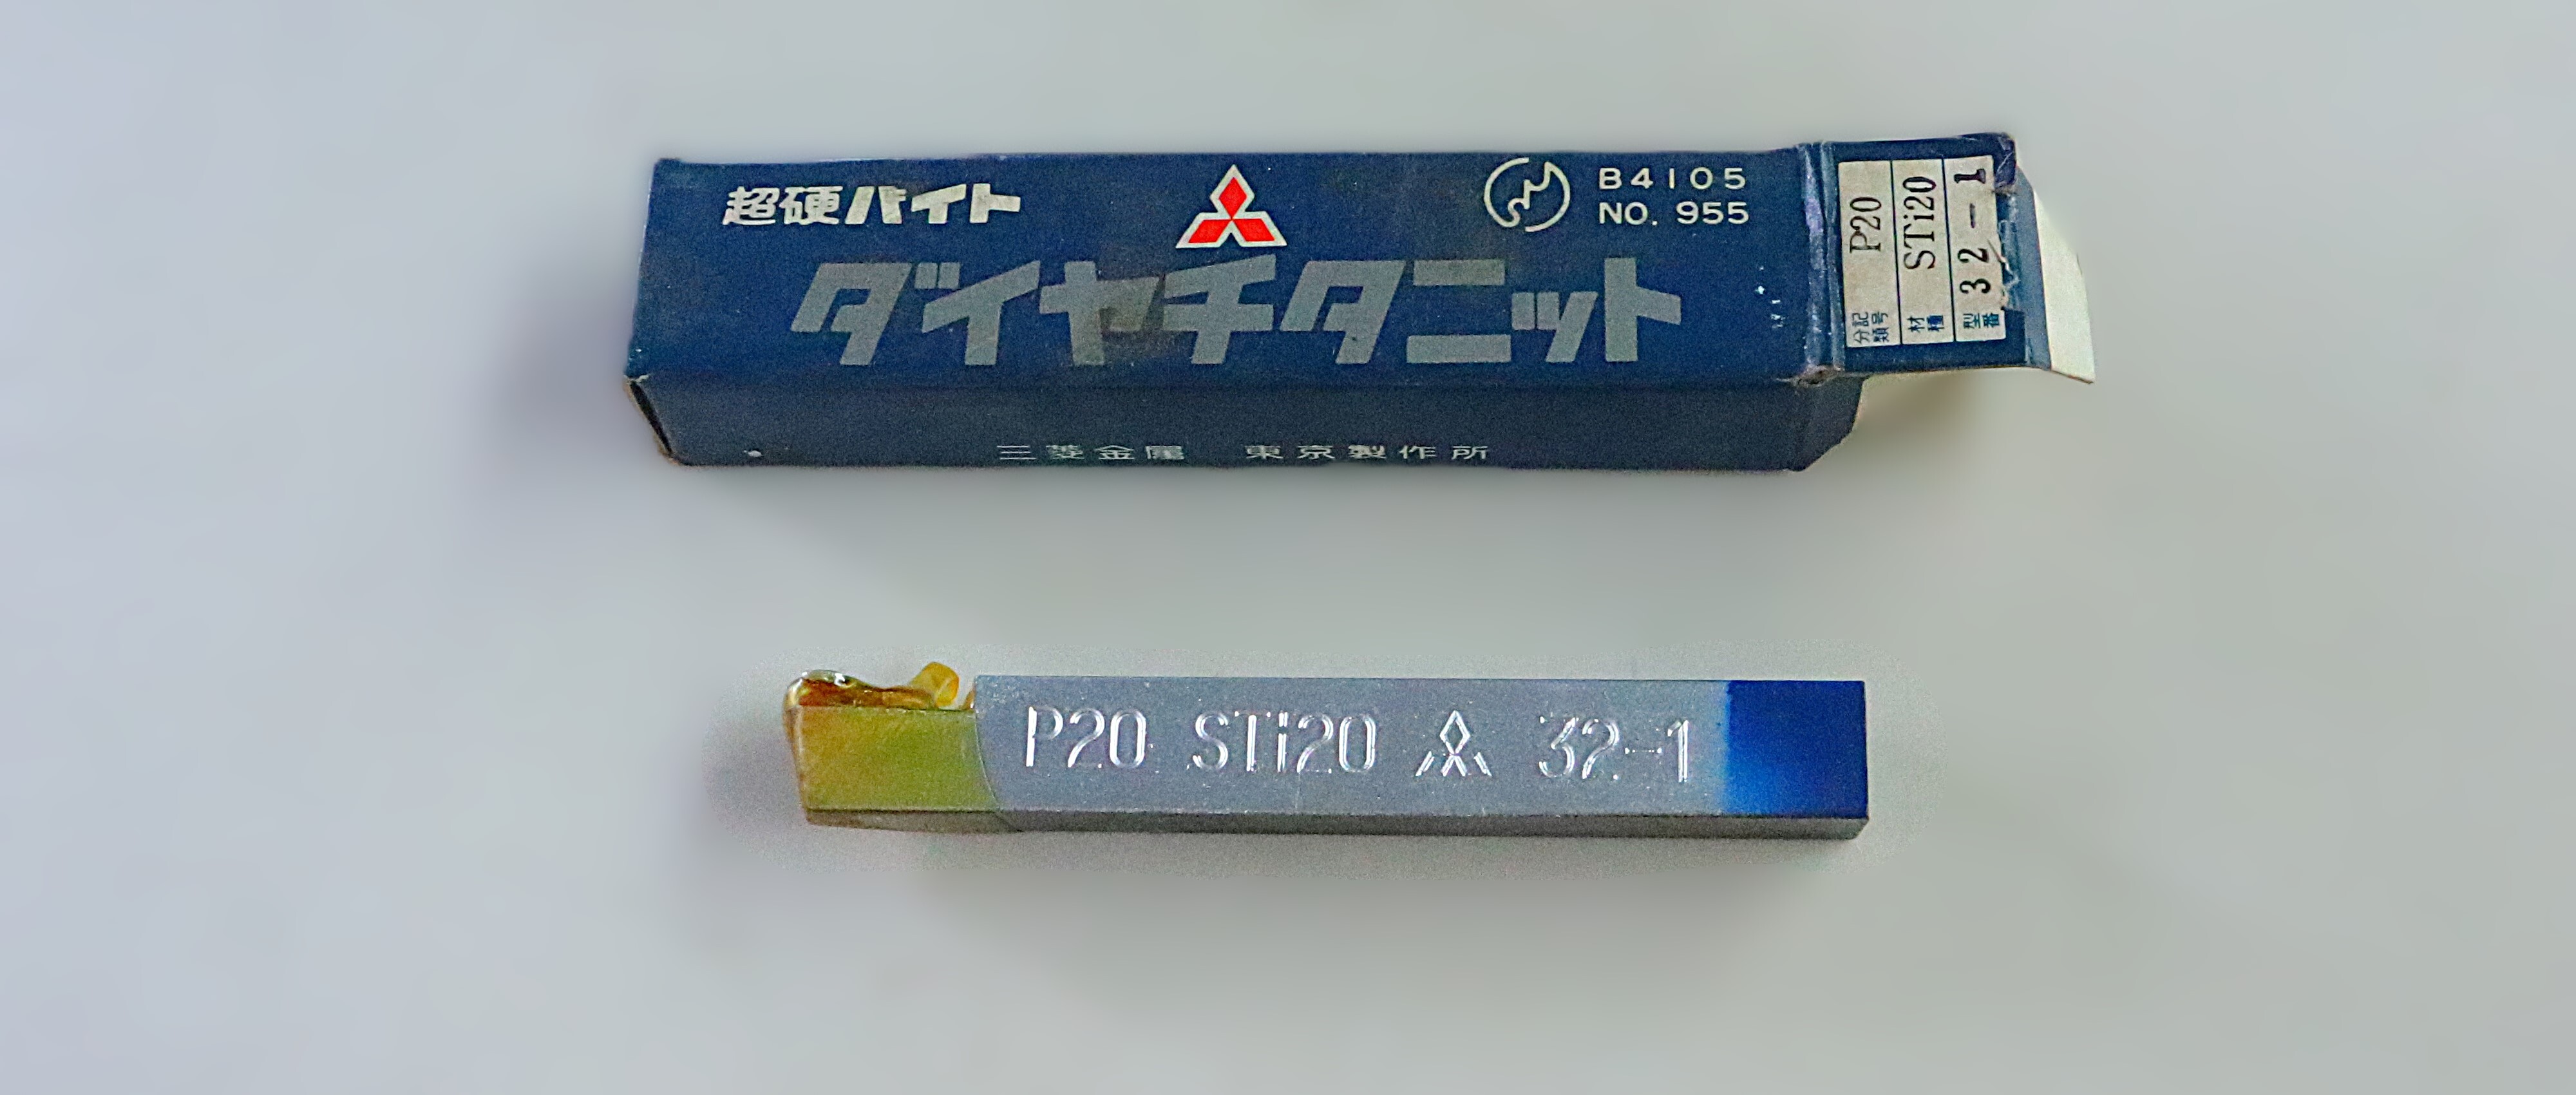 超硬バイト
B4105
NO. 955
ダイヤチタニット
三菱金属 東京製作所
分類記号 P20
材種 STi20
型番 32-1
P20 STi20 32-1